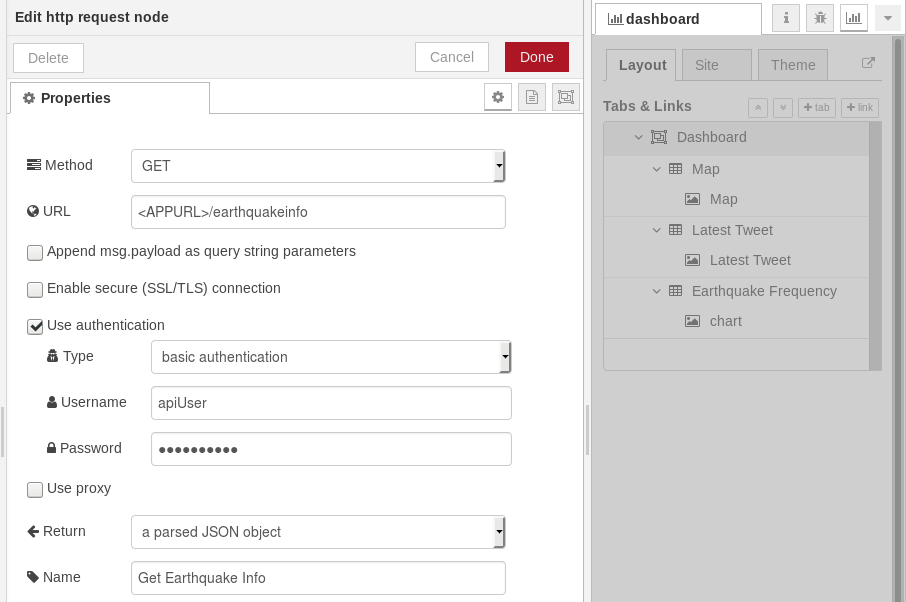 Edit http request node
Delete
Cancel
Done
Properties
Method
GET
URL
<APPURL>/earthquakeinfo
Append msg.payload as query string parameters
Enable secure (SSL/TLS) connection
Use authentication
Type
basic authentication
Username
apiUser
Password
●●●●●●●●●●
Use proxy
Return
a parsed JSON object
Name
Get Earthquake Info
dashboard
i
Layout
Site
Theme
Tabs & Links
+ tab
+ link
Dashboard
Map
Map
Latest Tweet
Latest Tweet
Earthquake Frequency
chart